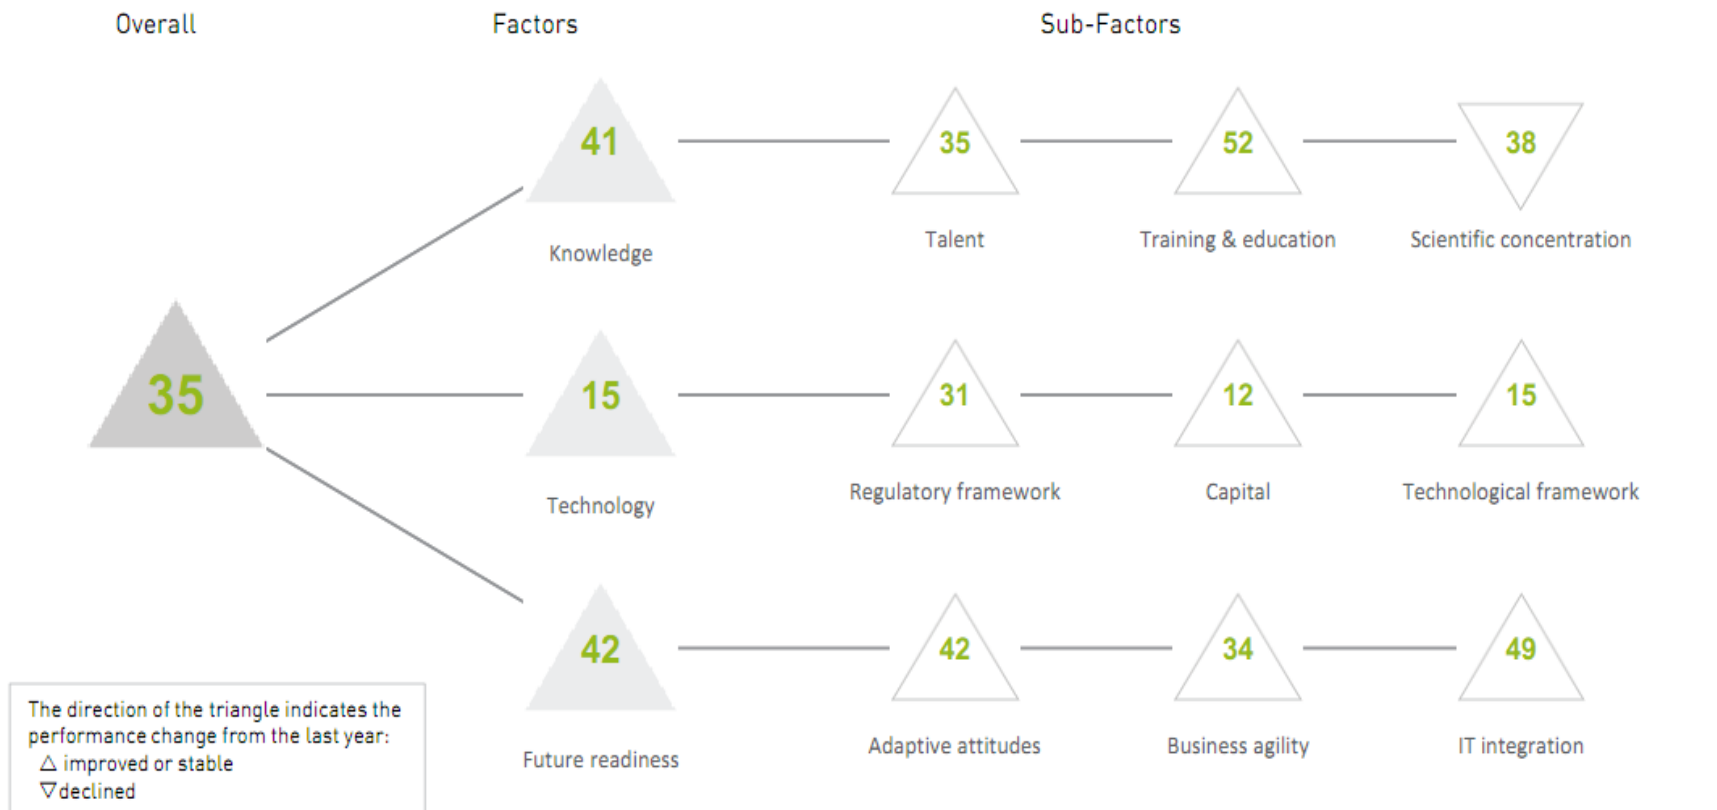 Overall
Factors
Sub-Factors
41
35
52
38
Knowledge
Talent
Training & education
Scientific concentration
35
15
31
12
15
Technology
Regulatory framework
Capital
Technological framework
42
42
34
49
Future readiness
Adaptive attitudes
Business agility
IT integration
The direction of the triangle indicates the
performance change from the last year:
△ improved or stable
▽ declined